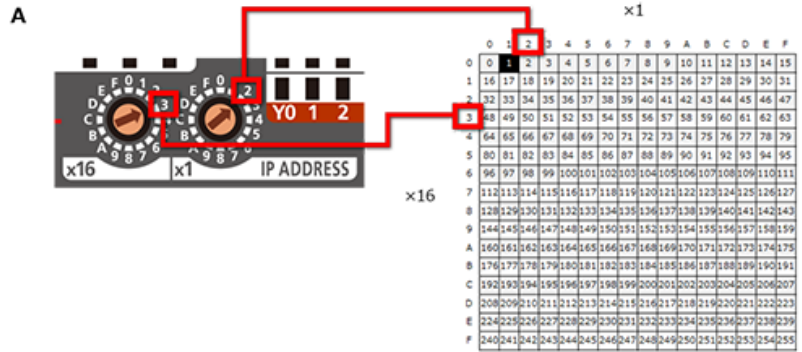 A
×1
0 1 2 3 4 5 6 7 8 9 A B C D E F
0 0 1 2 3 4 5 6 7 8 9 10 11 12 13 14 15
1 16 17 18 19 20 21 22 23 24 25 26 27 28 29 30 31
2 32 33 34 35 36 37 38 39 40 41 42 43 44 45 46 47
3 48 49 50 51 52 53 54 55 56 57 58 59 60 61 62 63
4 64 65 66 67 68 69 70 71 72 73 74 75 76 77 78 79
5 80 81 82 83 84 85 86 87 88 89 90 91 92 93 94 95
6 96 97 98 99 100 101 102 103 104 105 106 107 108 109 110 111
7 112 113 114 115 116 117 118 119 120 121 122 123 124 125 126 127
8 128 129 130 131 132 133 134 135 136 137 138 139 140 141 142 143
9 144 145 146 147 148 149 150 151 152 153 154 155 156 157 158 159
A 160 161 162 163 164 165 166 167 168 169 170 171 172 173 174 175
B 176 177 178 179 180 181 182 183 184 185 186 187 188 189 190 191
C 192 193 194 195 196 197 198 199 200 201 202 203 204 205 206 207
D 208 209 210 211 212 213 214 215 216 217 218 219 220 221 222 223
E 224 225 226 227 228 229 230 231 232 233 234 235 236 237 238 239
F 240 241 242 243 244 245 246 247 248 249 250 251 252 253 254 255
×16
E F 0 1
D 3
C
B
A 9 8 7 6
E F 0 2
D
C 4
B 5
A 9 8 7 6
Y0 1 2
x16 x1 IP ADDRESS